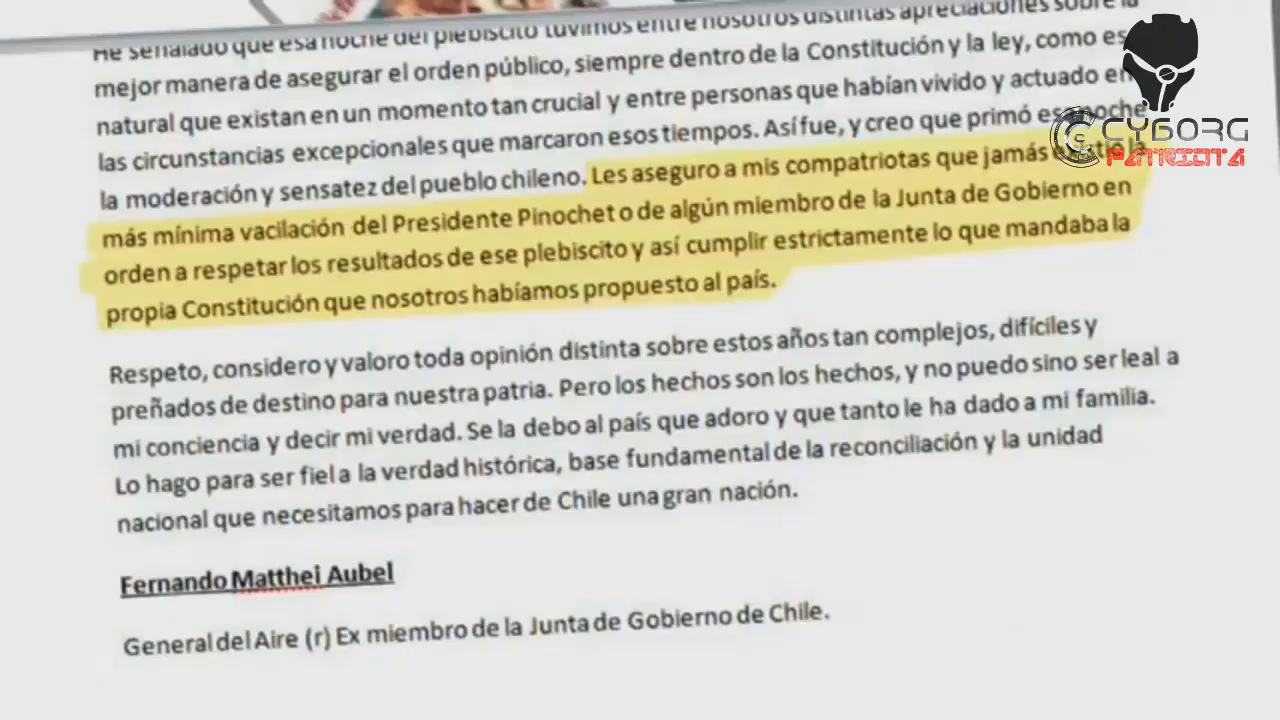 He señalado que esa noche del plebiscito tuvimos entre nosotros distintas apreciaciones sobre la
mejor manera de asegurar el orden público, siempre dentro de la Constitución y la ley, como es
natural que existan en un momento tan crucial y entre personas que habían vivido y actuado en
las circunstancias excepcionales que marcaron esos tiempos. Así fue, y creo que primó esa noche
la moderación y sensatez del pueblo chileno. Les aseguro a mis compatriotas que jamás existió la
más mínima vacilación del Presidente Pinochet o de algún miembro de la Junta de Gobierno en
orden a respetar los resultados de ese plebiscito y así cumplir estrictamente lo que mandaba la
propia Constitución que nosotros habíamos propuesto al país.
Respeto, considero y valoro toda opinión distinta sobre estos años tan complejos, difíciles y
preñados de destino para nuestra patria. Pero los hechos son los hechos, y no puedo sino ser leal a
mi conciencia y decir mi verdad. Se la debo al país que adoro y que tanto le ha dado a mi familia.
Lo hago para ser fiel a la verdad histórica, base fundamental de la reconciliación y la unidad
nacional que necesitamos para hacer de Chile una gran nación.
Fernando Matthei Aubel
General del Aire (r) Ex miembro de la Junta de Gobierno de Chile.
CYBORG
PATRIOTA